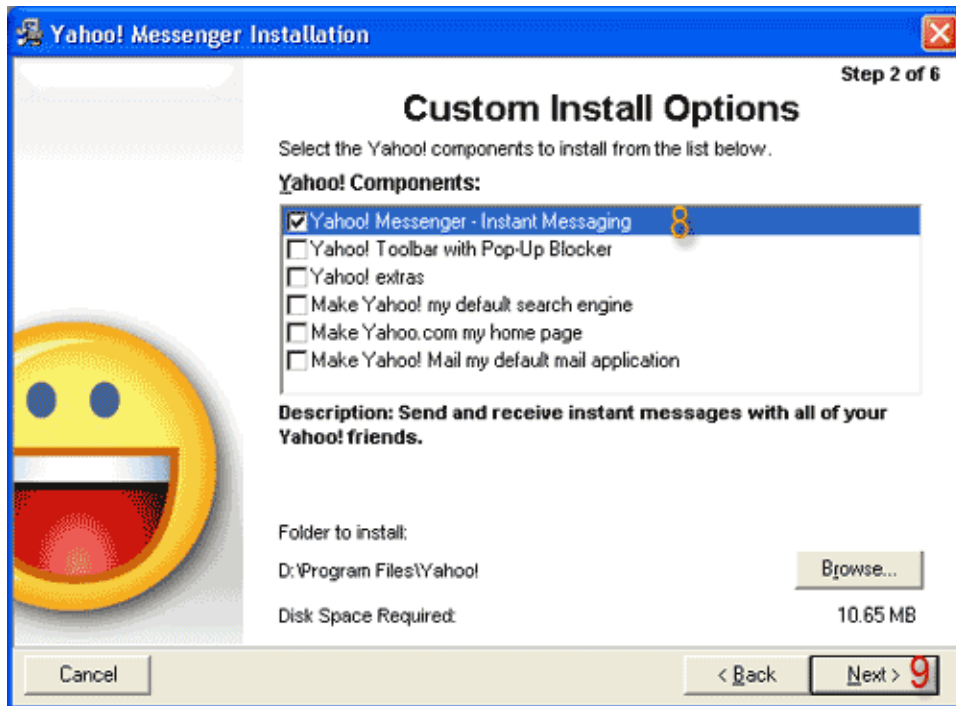 Yahoo! Messenger Installation
Step 2 of 6
Custom Install Options
Select the Yahoo! components to install from the list below.
Yahoo! Components:
Yahoo! Messenger - Instant Messaging 8
Yahoo! Toolbar with Pop-Up Blocker
Yahoo! extras
Make Yahoo! my default search engine
Make Yahoo.com my home page
Make Yahoo! Mail my default mail application
Description: Send and receive instant messages with all of your
Yahoo! friends.
Folder to install:
D:\Program Files\Yahoo! Browse...
Disk Space Required: 10.65 MB
Cancel < Back Next > 9